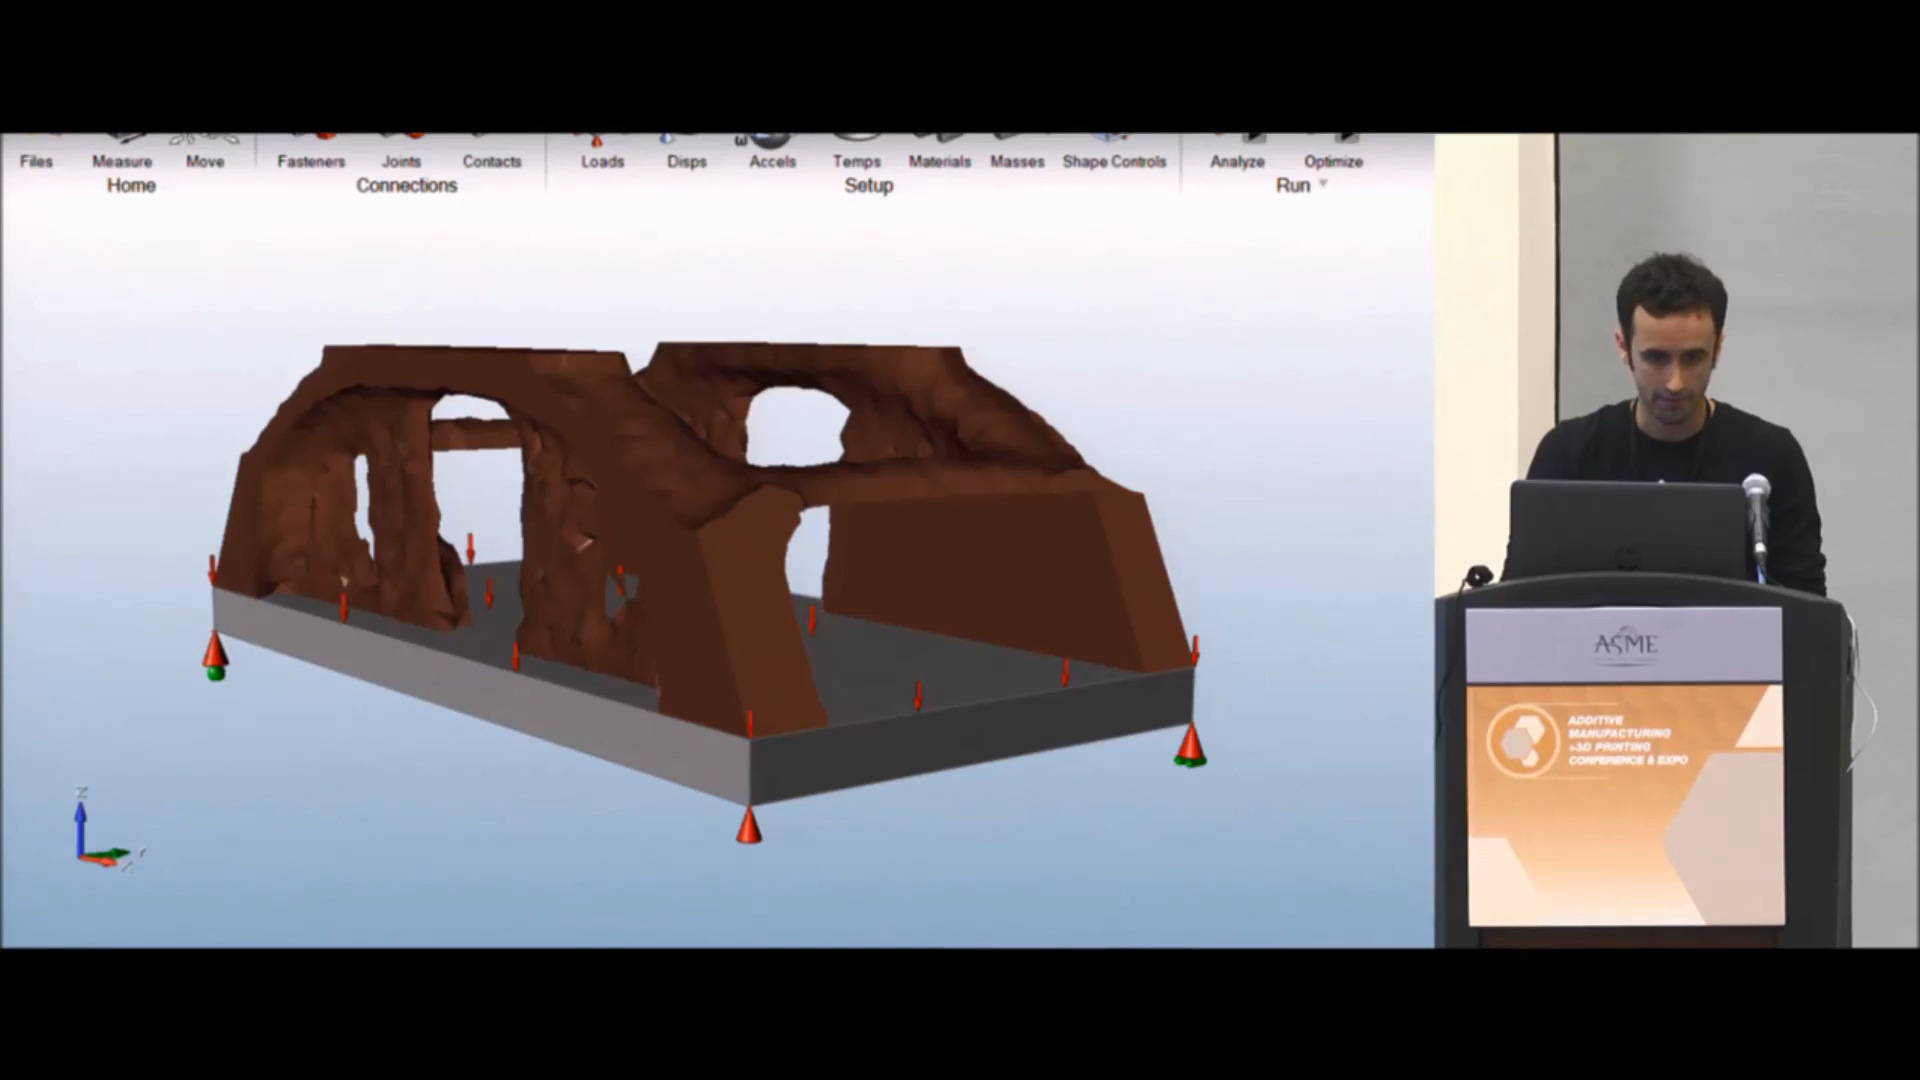 Files Measure Move Fasteners Joints Contacts Loads Disps Accels Temps Materials Masses Shape Controls Analyze Optimize
Home Connections Setup Run
Z
Y
X
ASME
ADDITIVE
MANUFACTURING
+3D PRINTING
CONFERENCE & EXPO